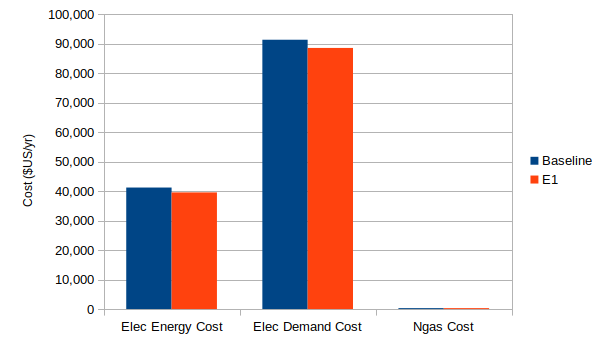 100,000
90,000
80,000
70,000
60,000
50,000
40,000
30,000
20,000
10,000
0
Cost ($US/yr)
Elec Energy Cost
Elec Demand Cost
Ngas Cost
Baseline
E1